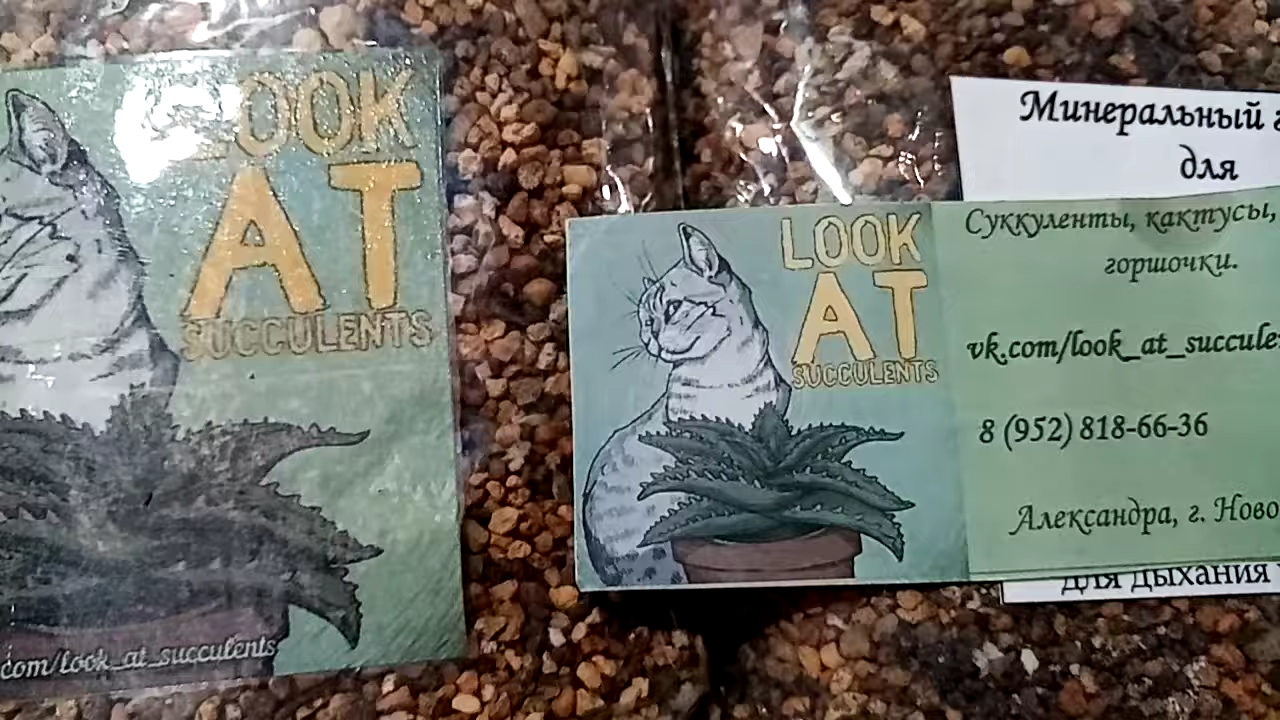 LOOK
AT
SUCCULENTS
com/look_at_succulents
LOOK
AT
SUCCULENTS
Минеральный
для
Суккуленты, кактусы,
горшочки.
vk.com/look_at_succule
8 (952) 818-66-36
Александра, г. Ново
для дыхания